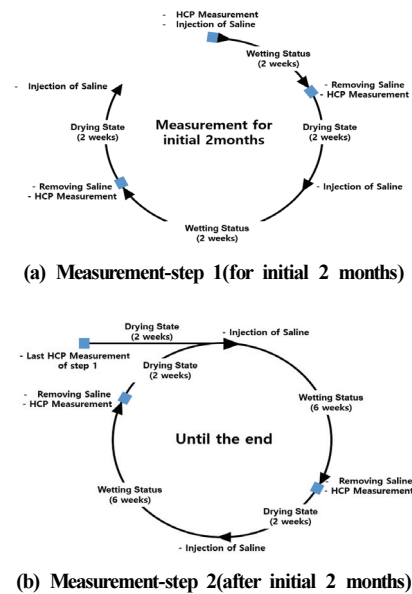 - HCP Measurement
- Injection of Saline
Wetting Status
(2 weeks)
- Removing Saline
- HCP Measurement
- Injection of Saline
Drying State
(2 weeks)
Measurement for
initial 2months
Drying State
(2 weeks)
- Removing Saline
- HCP Measurement
- Injection of Saline
Wetting Status
(2 weeks)
(a) Measurement-step 1(for initial 2 months)
Drying State
(2 weeks)
- Injection of Saline
- Last HCP Measurement
of step 1
Drying State
(2 weeks)
- Removing Saline
- HCP Measurement
Wetting Status
(6 weeks)
Until the end
Wetting Status
(6 weeks)
- Removing Saline
- HCP Measurement
Drying State
(2 weeks)
- Injection of Saline
(b) Measurement-step 2(after initial 2 months)